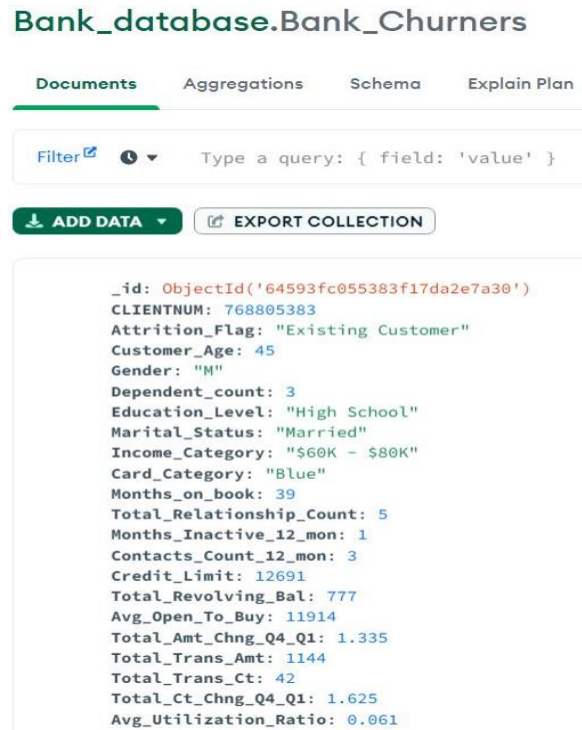 Bank_database.Bank_Churners
Documents Aggregations Schema Explain Plan
Filter Type a query: { field: 'value' }
ADD DATA EXPORT COLLECTION
_id: ObjectId('64593fc055383f17da2e7a30')
CLIENTNUM: 768805383
Attrition_Flag: "Existing Customer"
Customer_Age: 45
Gender: "M"
Dependent_count: 3
Education_Level: "High School"
Marital_Status: "Married"
Income_Category: "$60K - $80K"
Card_Category: "Blue"
Months_on_book: 39
Total_Relationship_Count: 5
Months_Inactive_12_mon: 1
Contacts_Count_12_mon: 3
Credit_Limit: 12691
Total_Revolving_Bal: 777
Avg_Open_To_Buy: 11914
Total_Amt_Chng_Q4_Q1: 1.335
Total_Trans_Amt: 1144
Total_Trans_Ct: 42
Total_Ct_Chng_Q4_Q1: 1.625
Avg_Utilization_Ratio: 0.061